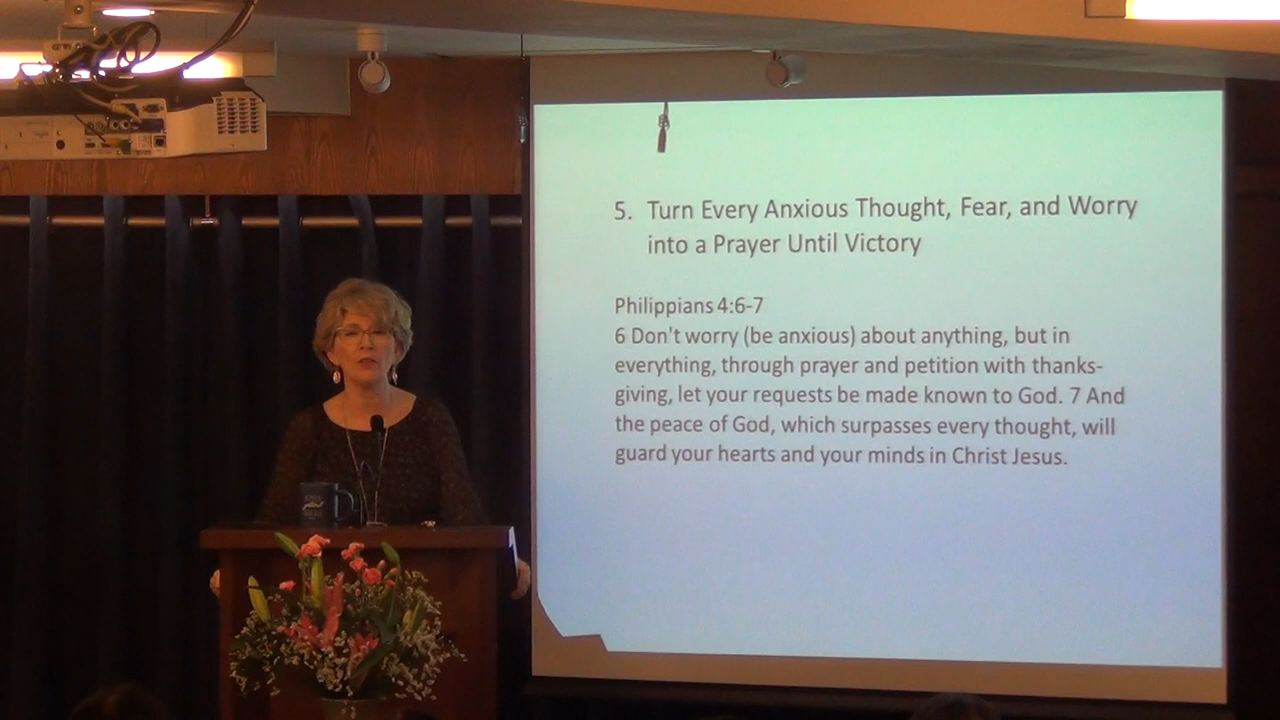 5. Turn Every Anxious Thought, Fear, and Worry
into a Prayer Until Victory
Philippians 4:6-7
6 Don't worry (be anxious) about anything, but in
everything, through prayer and petition with thanks-
giving, let your requests be made known to God. 7 And
the peace of God, which surpasses every thought, will
guard your hearts and your minds in Christ Jesus.